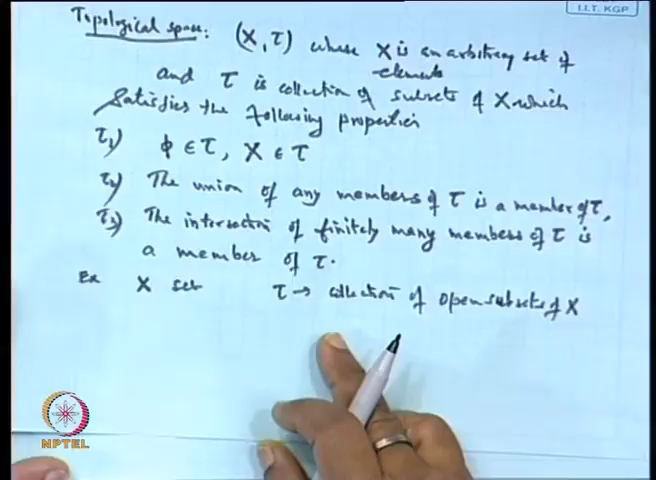 I.I.T. KGP
Topological space: (X, τ) where X is an arbitrary set of
elements
and τ is collection of subsets of X which
Satisfies the following properties
τ₁) ϕ ∈ τ, X ∈ τ
τ₂) The union of any members of τ is a member of τ,
τ₃) The intersection of finitely many members of τ is
a member of τ.
Ex X set τ → collection of open subsets of X
NPTEL